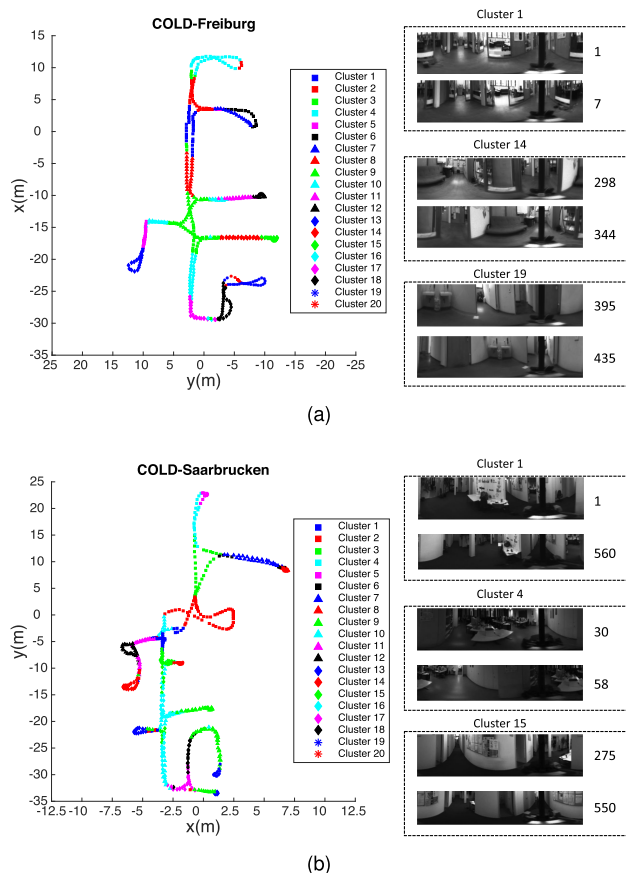 COLD-Freiburg
15
10
5
0
-5
-10
-15
-20
-25
-30
-35
x(m)
25 20 15 10 5 0 -5 -10 -15 -20 -25
y(m)
Cluster 1
Cluster 2
Cluster 3
Cluster 4
Cluster 5
Cluster 6
Cluster 7
Cluster 8
Cluster 9
Cluster 10
Cluster 11
Cluster 12
Cluster 13
Cluster 14
Cluster 15
Cluster 16
Cluster 17
Cluster 18
Cluster 19
Cluster 20
Cluster 1
1
7
Cluster 14
298
344
Cluster 19
395
435
(a)
COLD-Saarbrucken
25
20
15
10
5
0
-5
-10
-15
-20
-25
-30
-35
y(m)
-12.5 -10 -7.5 -5 -2.5 0 2.5 5 7.5 10 12.5
x(m)
Cluster 1
Cluster 2
Cluster 3
Cluster 4
Cluster 5
Cluster 6
Cluster 7
Cluster 8
Cluster 9
Cluster 10
Cluster 11
Cluster 12
Cluster 13
Cluster 14
Cluster 15
Cluster 16
Cluster 17
Cluster 18
Cluster 19
Cluster 20
Cluster 1
1
560
Cluster 4
30
58
Cluster 15
275
550
(b)